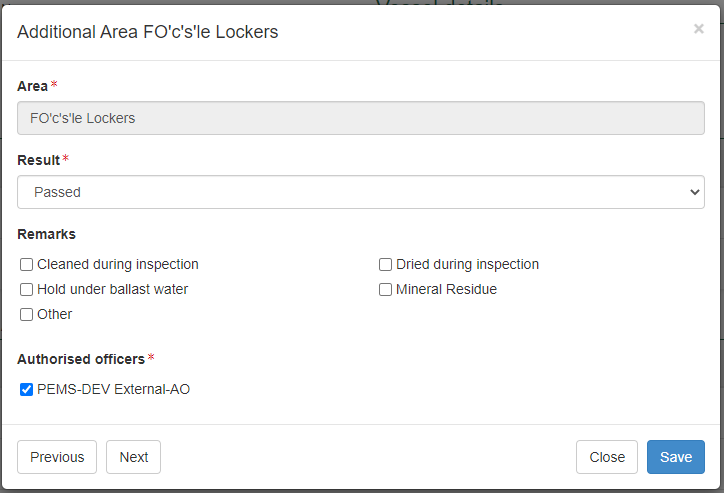 Vessel details
Additional Area FO'c's'le Lockers
×
Area *
FO'c's'le Lockers
Result *
Passed
Remarks
Cleaned during inspection
Dried during inspection
Hold under ballast water
Mineral Residue
Other
Authorised officers *
PEMS-DEV External-AO
Previous
Next
Close
Save